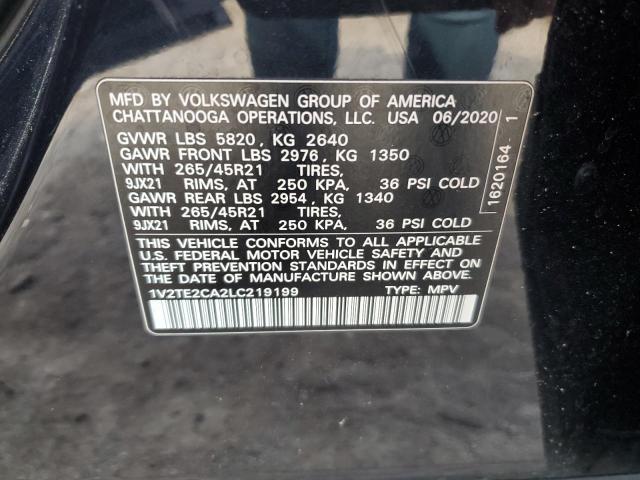 MFD BY VOLKSWAGEN GROUP OF AMERICA
CHATTANOOGA OPERATIONS, LLC. USA 06/2020
GVWR LBS 5820 , KG 2640
GAWR FRONT LBS 2976 , KG 1350
WITH 265/45R21 TIRES,
9JX21 RIMS, AT 250 KPA, 36 PSI COLD
GAWR REAR LBS 2954 , KG 1340
WITH 265/45R21 TIRES,
9JX21 RIMS, AT 250 KPA, 36 PSI COLD
THIS VEHICLE CONFORMS TO ALL APPLICABLE
U.S. FEDERAL MOTOR VEHICLE SAFETY AND
THEFT PREVENTION STANDARDS IN EFFECT ON
THE DATE OF MANUFACTURE SHOWN ABOVE.
1V2TE2CA2LC219199 TYPE: MPV
1620164 1